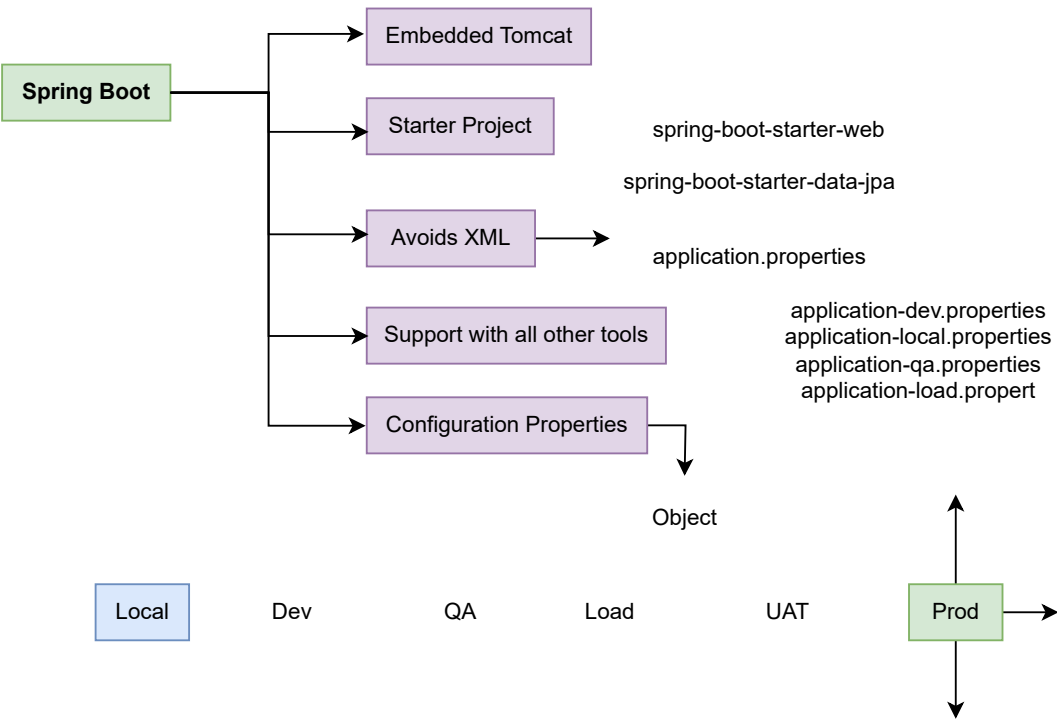 Embedded Tomcat
Spring Boot
Starter Project
spring-boot-starter-web
spring-boot-starter-data-jpa
Avoids XML
application.properties
application-dev.properties
Support with all other tools
application-local.properties
application-qa.properties
application-load.propert
Configuration Properties
Object
Local
Dev
QA
Load
UAT
Prod